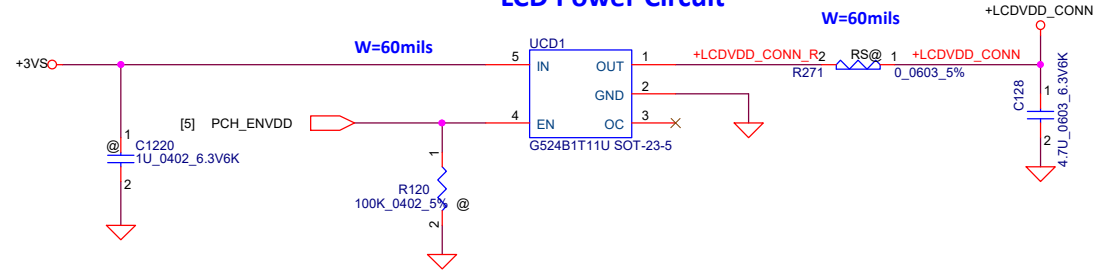 LCD Power Circuit
+LCDVDD_CONN
W=60mils
W=60mils
UCD1
+3VS
5 IN OUT 1
+LCDVDD_CONN_R 2 RS@ 1 +LCDVDD_CONN
R271 0_0603_5%
GND 2
[5] PCH_ENVDD
4 EN OC 3
G524B1T11U SOT-23-5
1
C128
4.7U_0603_6.3V6K
2
1
@ C1220
1U_0402_6.3V6K
2
1
R120
100K_0402_5% @
2